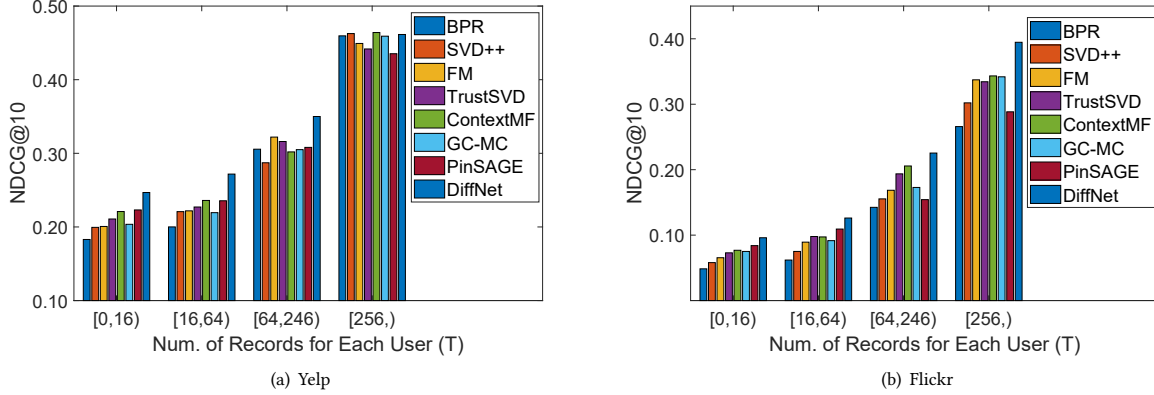 0.50
0.40
0.30
0.20
0.10
NDCG@10
[0,16)
[16,64)
[64,246)
[256,)
Num. of Records for Each User (T)
BPR
SVD++
FM
TrustSVD
ContextMF
GC-MC
PinSAGE
DiffNet
(a) Yelp
0.40
0.30
0.20
0.10
NDCG@10
[0,16)
[16,64)
[64,246)
[256,)
Num. of Records for Each User (T)
BPR
SVD++
FM
TrustSVD
ContextMF
GC-MC
PinSAGE
DiffNet
(b) Flickr